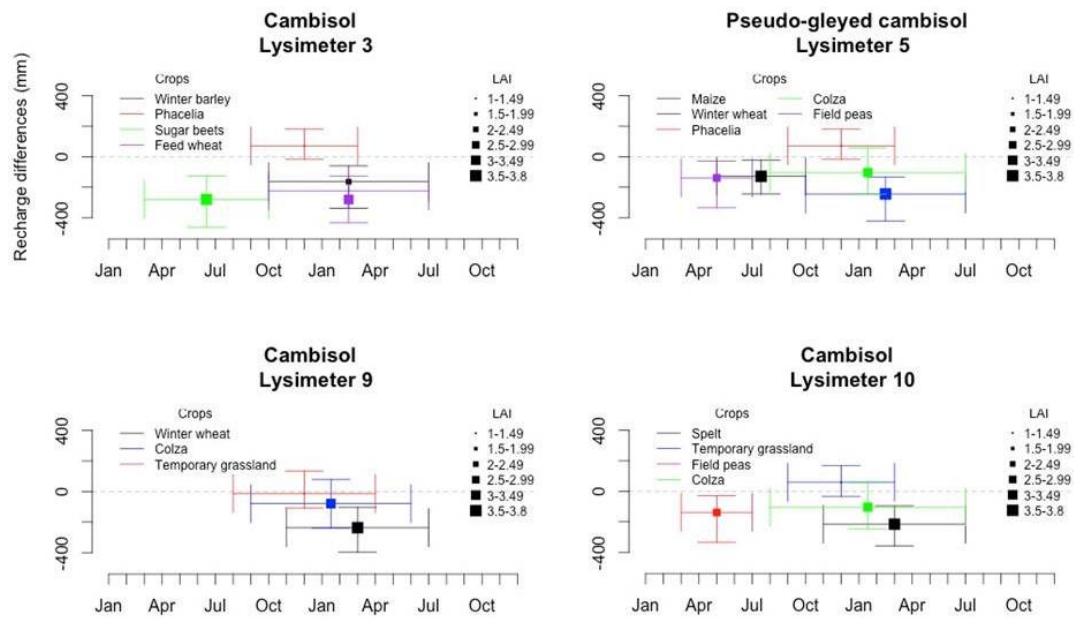 Cambisol
Lysimeter 3
Recharge differences (mm)
400
0
-400
Crops
Winter barley
Phacelia
Sugar beets
Feed wheat
LAI
1-1.49
1.5-1.99
2-2.49
2.5-2.99
3-3.49
3.5-3.8
Jan Apr Jul Oct Jan Apr Jul Oct
Pseudo-gleyed cambisol
Lysimeter 5
400
0
-400
Crops
Maize
Winter wheat
Phacelia
Colza
Field peas
LAI
1-1.49
1.5-1.99
2-2.49
2.5-2.99
3-3.49
3.5-3.8
Jan Apr Jul Oct Jan Apr Jul Oct
Cambisol
Lysimeter 9
400
0
-400
Crops
Winter wheat
Colza
Temporary grassland
LAI
1-1.49
1.5-1.99
2-2.49
2.5-2.99
3-3.49
3.5-3.8
Jan Apr Jul Oct Jan Apr Jul Oct
Cambisol
Lysimeter 10
400
0
-400
Crops
Spelt
Temporary grassland
Field peas
Colza
LAI
1-1.49
1.5-1.99
2-2.49
2.5-2.99
3-3.49
3.5-3.8
Jan Apr Jul Oct Jan Apr Jul Oct